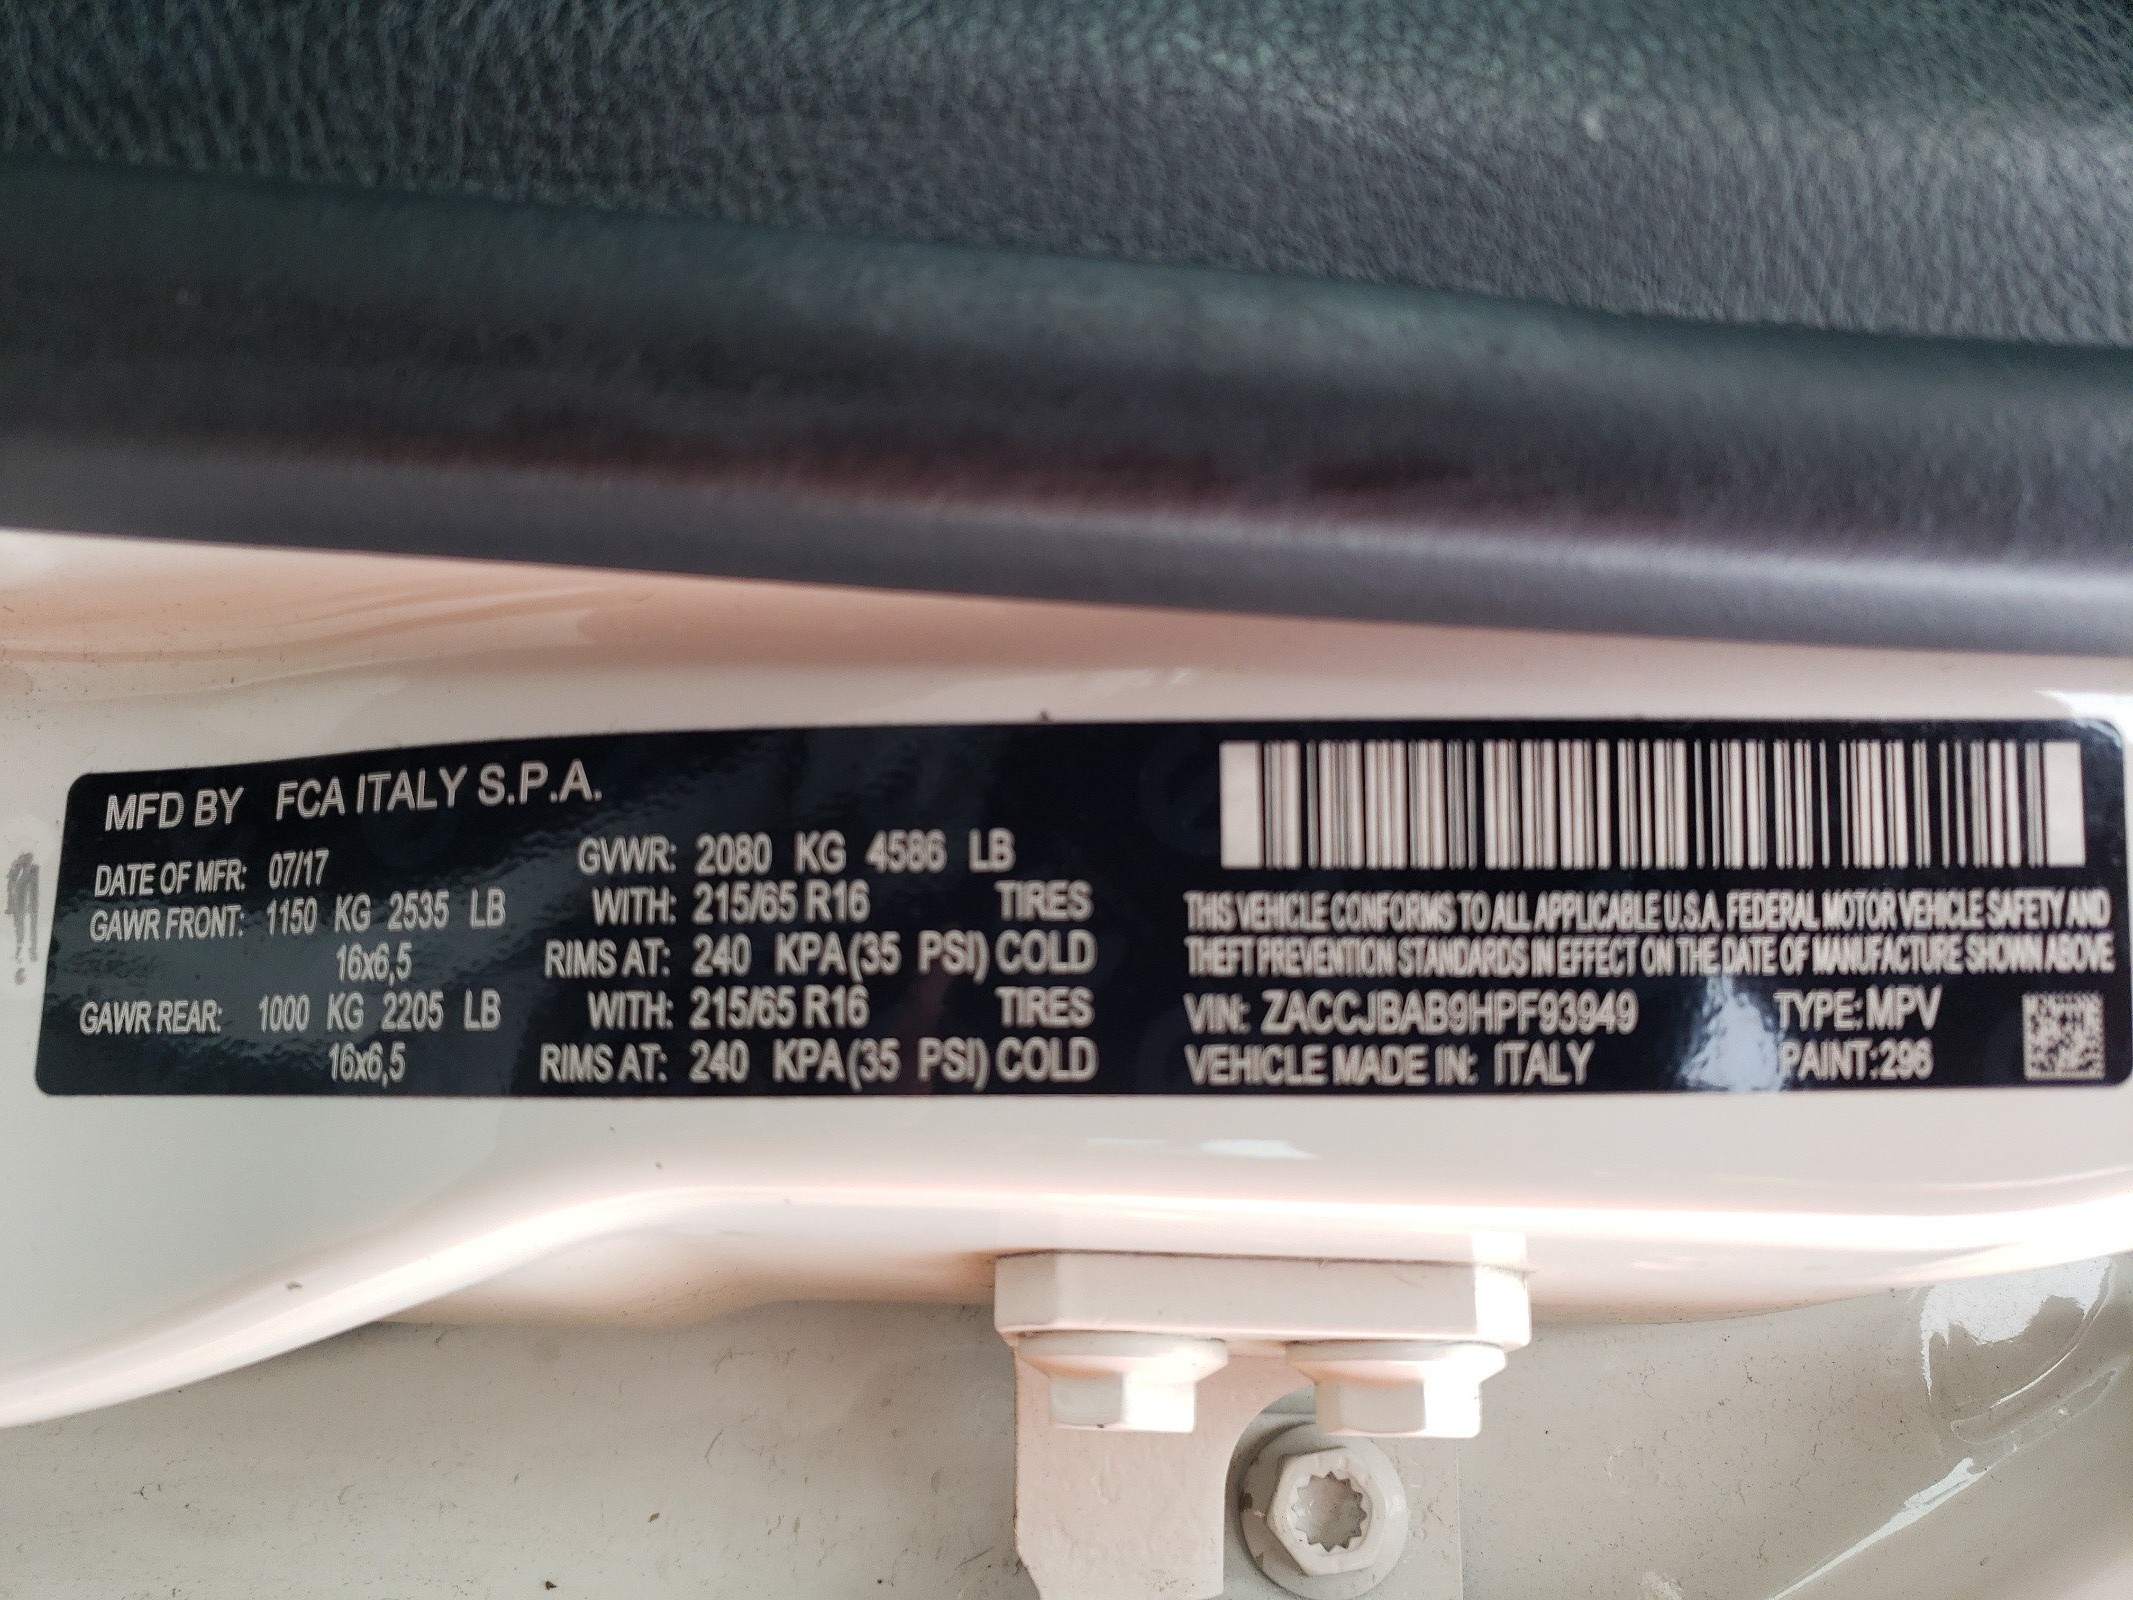 MFD BY FCA ITALY S.P.A.
DATE OF MFR: 07/17
GVWR: 2080 KG 4586 LB
GAWR FRONT: 1150 KG 2535 LB
WITH: 215/65 R16 TIRES
16x6,5
RIMS AT: 240 KPA(35 PSI) COLD
GAWR REAR: 1000 KG 2205 LB
WITH: 215/65 R16 TIRES
16x6,5
RIMS AT: 240 KPA(35 PSI) COLD
THIS VEHICLE CONFORMS TO ALL APPLICABLE U.S.A. FEDERAL MOTOR VEHICLE SAFETY AND
THEFT PREVENTION STANDARDS IN EFFECT ON THE DATE OF MANUFACTURE SHOWN ABOVE
VIN: ZACCJBAB9HPF93949 TYPE: MPV
VEHICLE MADE IN: ITALY PAINT:296